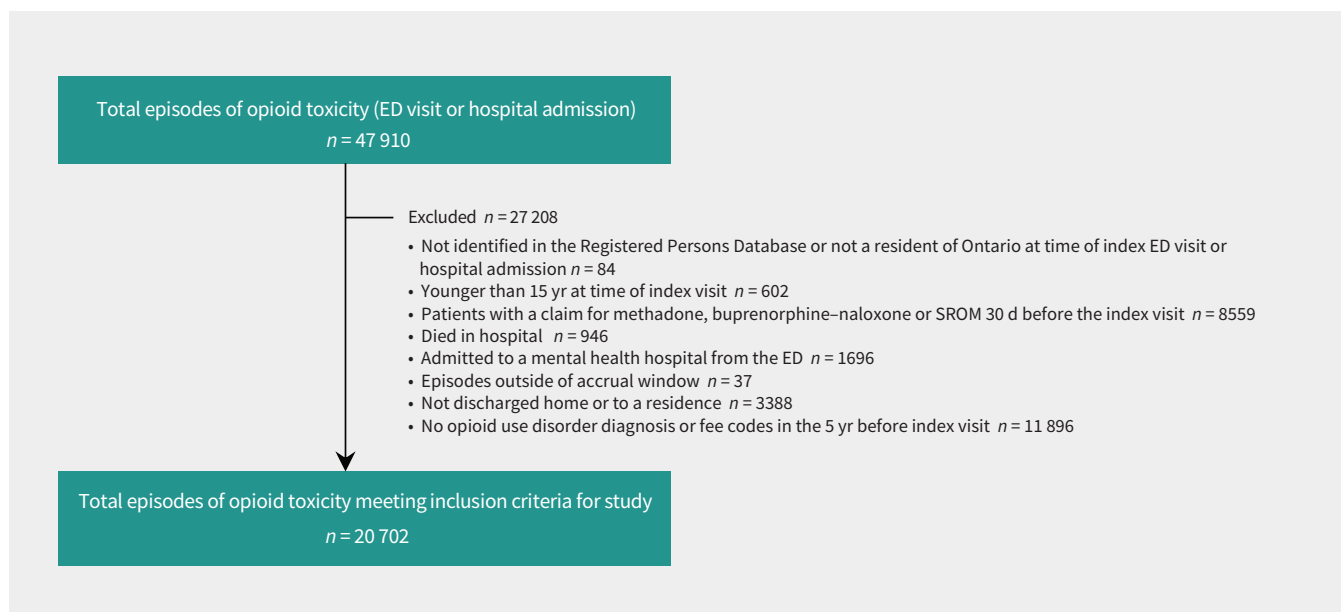 Total episodes of opioid toxicity (ED visit or hospital admission)
n = 47 910
Excluded n = 27 208
• Not identified in the Registered Persons Database or not a resident of Ontario at time of index ED visit or
hospital admission n = 84
• Younger than 15 yr at time of index visit n = 602
• Patients with a claim for methadone, buprenorphine–naloxone or SROM 30 d before the index visit n = 8559
• Died in hospital n = 946
• Admitted to a mental health hospital from the ED n = 1696
• Episodes outside of accrual window n = 37
• Not discharged home or to a residence n = 3388
• No opioid use disorder diagnosis or fee codes in the 5 yr before index visit n = 11 896
Total episodes of opioid toxicity meeting inclusion criteria for study
n = 20 702